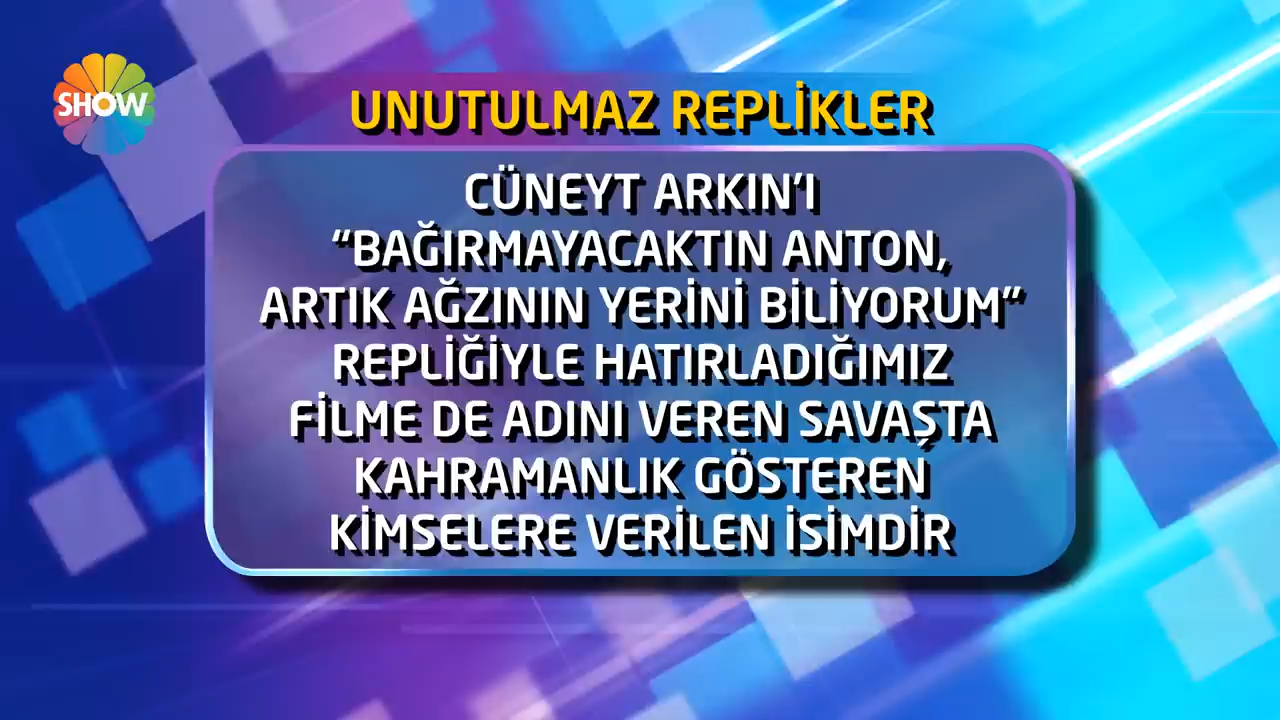 SHOW
UNUTULMAZ REPLİKLER
CÜNEYT ARKIN'I
“BAĞIRMAYACAKTIN ANTON,
ARTIK AĞZININ YERİNİ BİLİYORUM”
REPLİĞİYLE HATIRLADIĞIMIZ
FİLME DE ADINI VEREN SAVAŞTA
KAHRAMANLIK GÖSTEREN
KİMSELERE VERİLEN İSİMDİR